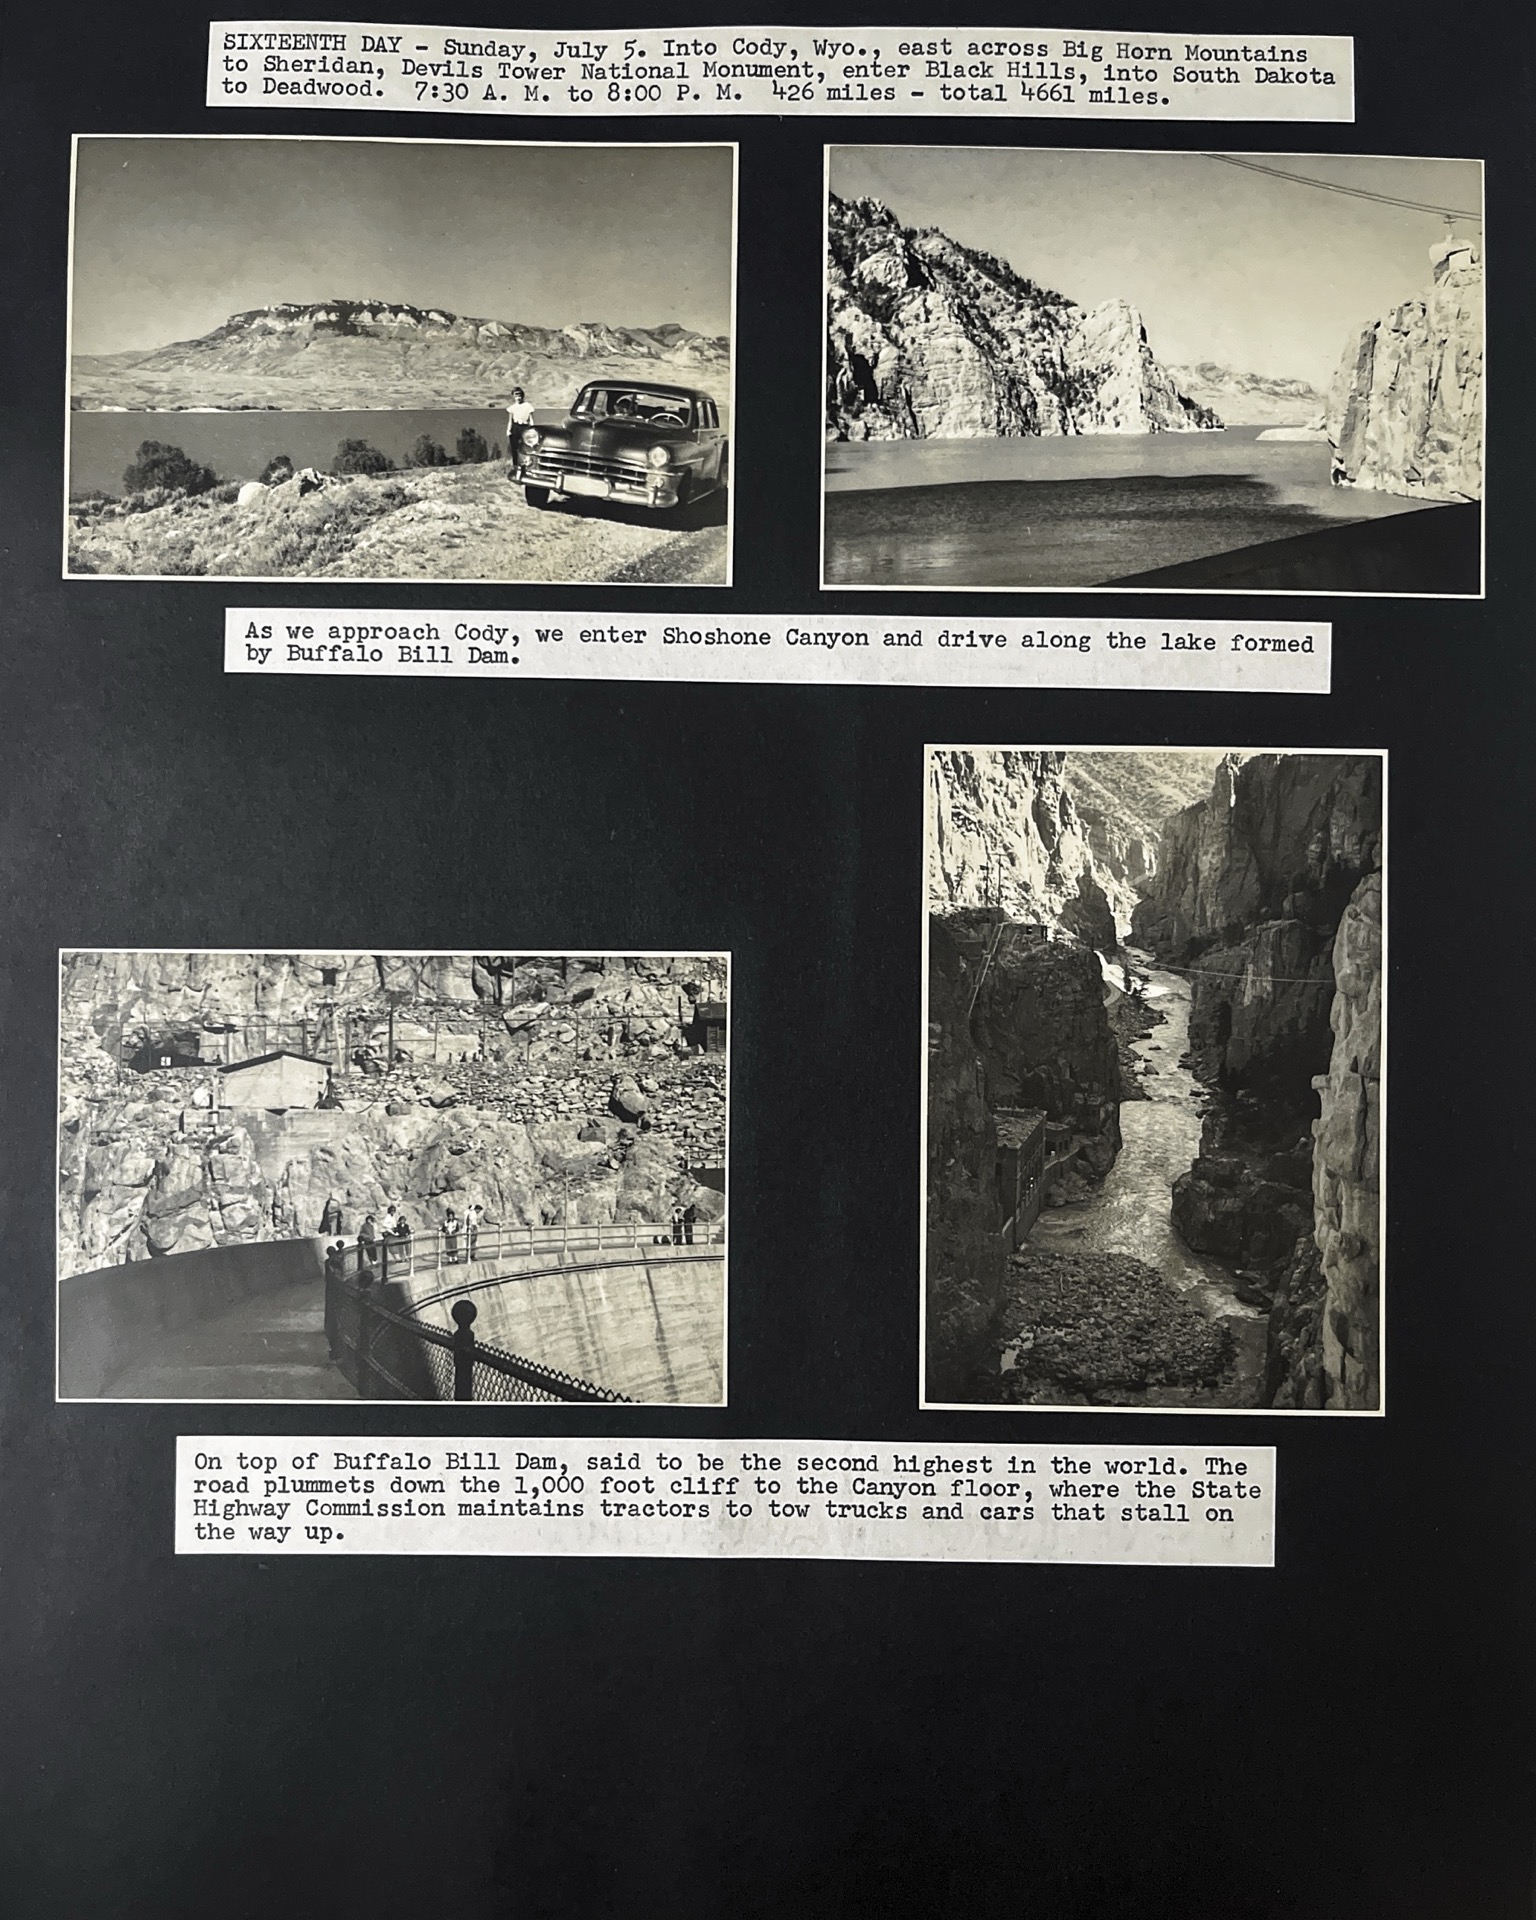 SIXTEENTH DAY - Sunday, July 5. Into Cody, Wyo., east across Big Horn Mountains
to Sheridan, Devils Tower National Monument, enter Black Hills, into South Dakota
to Deadwood. 7:30 A. M. to 8:00 P. M. 426 miles - total 4661 miles.
As we approach Cody, we enter Shoshone Canyon and drive along the lake formed
by Buffalo Bill Dam.
On top of Buffalo Bill Dam, said to be the second highest in the world. The
road plummets down the 1,000 foot cliff to the Canyon floor, where the State
Highway Commission maintains tractors to tow trucks and cars that stall on
the way up.